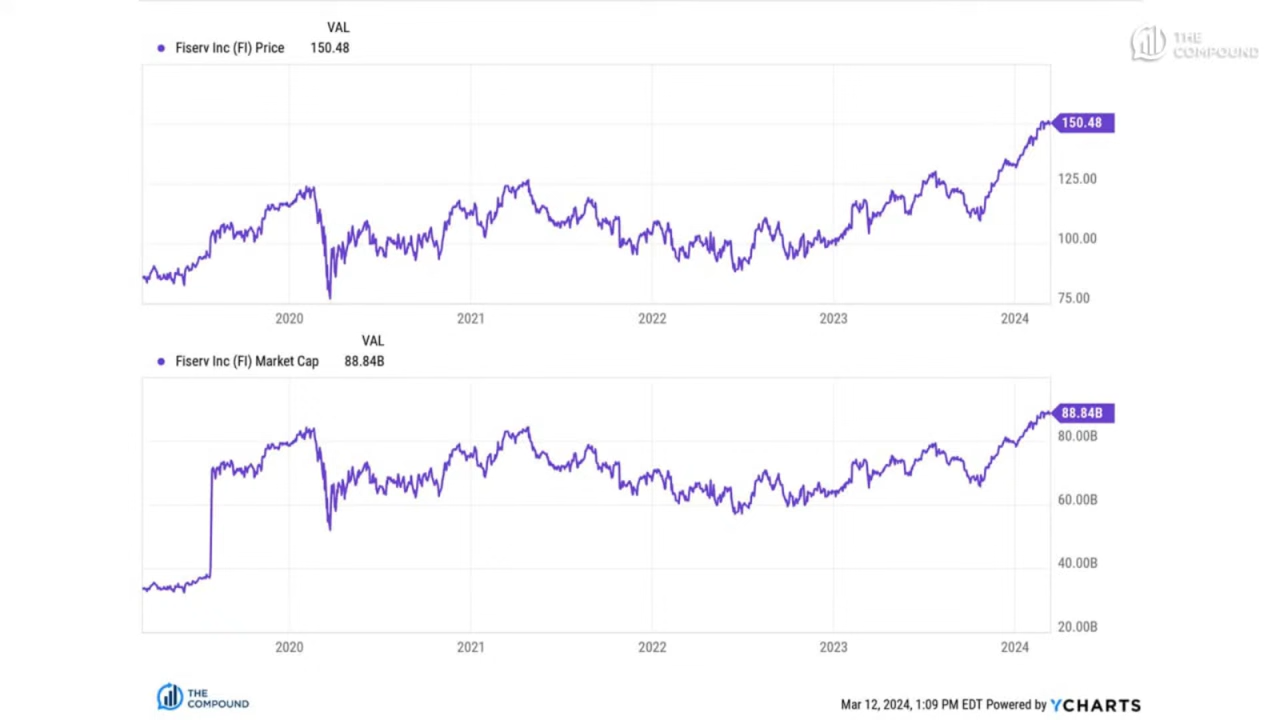 VAL
Fiserv Inc (FI) Price 150.48
THE
COMPOUND
150.48
125.00
100.00
75.00
2020 2021 2022 2023 2024
VAL
Fiserv Inc (FI) Market Cap 88.84B
88.84B
80.00B
60.00B
40.00B
20.00B
2020 2021 2022 2023 2024
THE
COMPOUND
Mar 12, 2024, 1:09 PM EDT Powered by YCHARTS